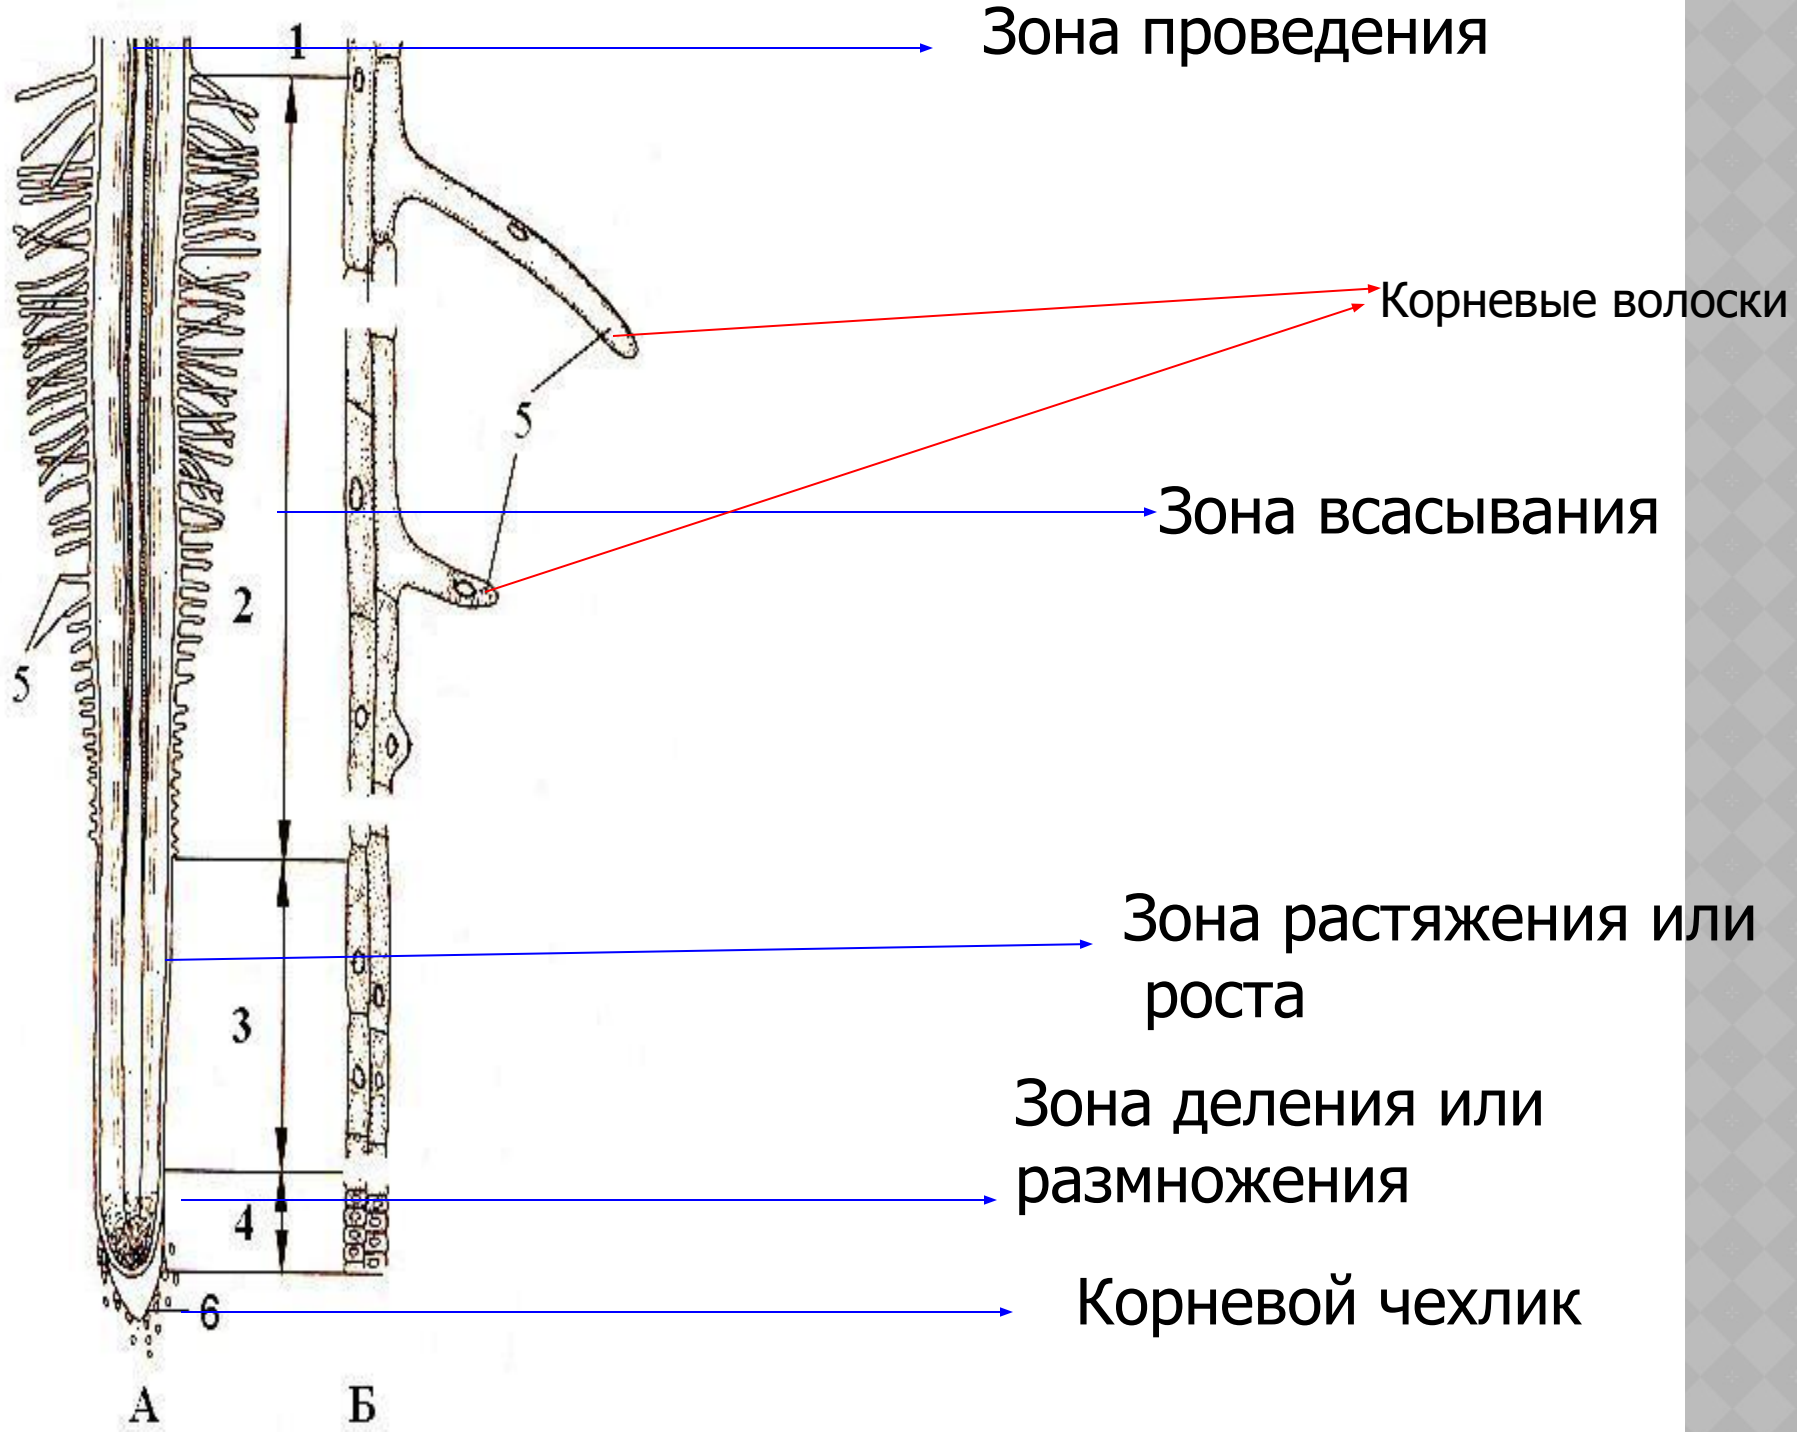 1
Зона проведения
Корневые волоски
5
Зона всасывания
2
5
Зона растяжения или
роста
3
Зона деления или
размножения
4
Корневой чехлик
6
А
Б